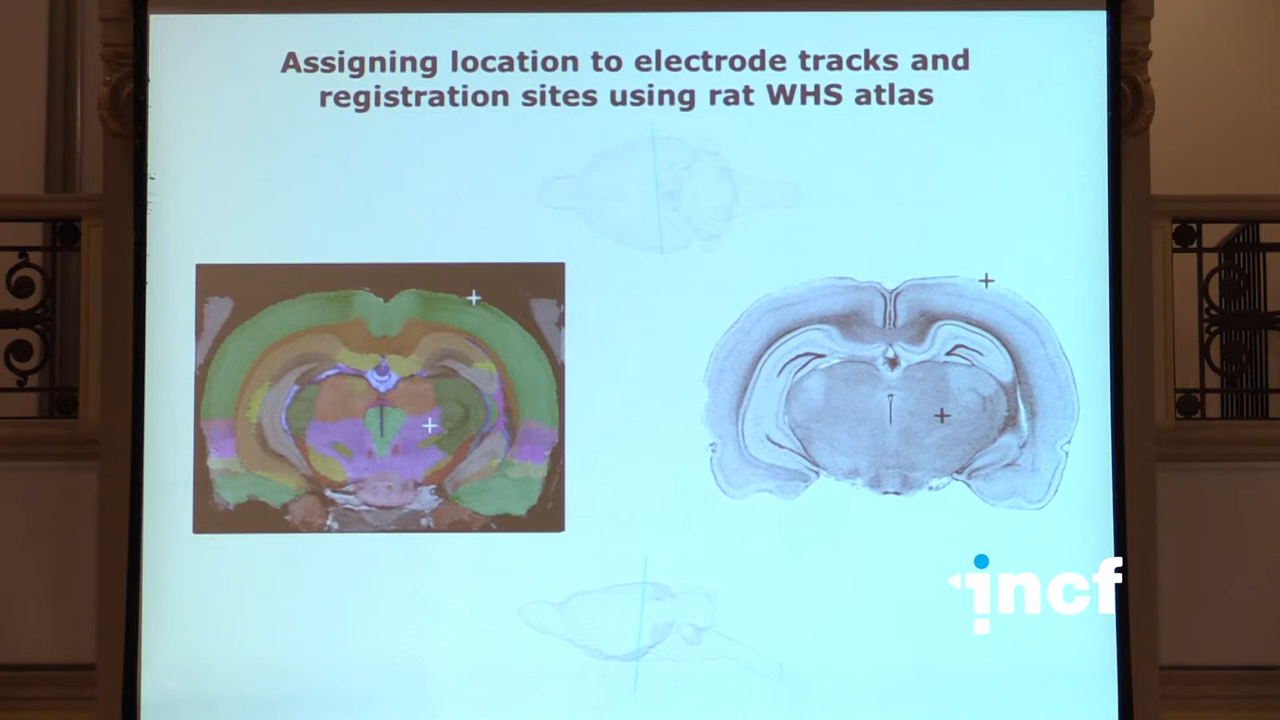 Assigning location to electrode tracks and
registration sites using rat WHS atlas
incf